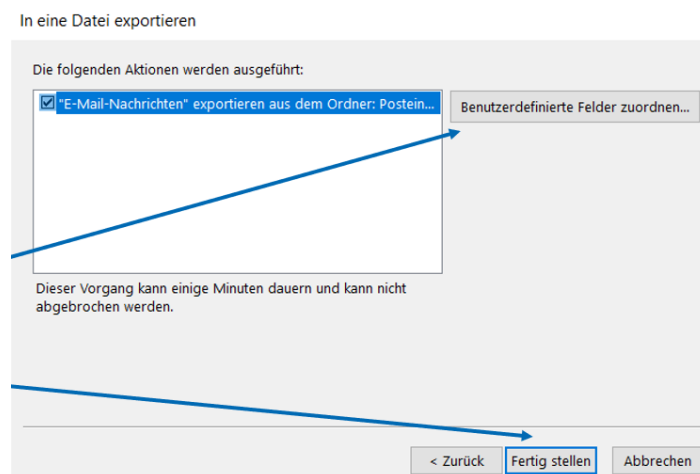 In eine Datei exportieren
Die folgenden Aktionen werden ausgeführt:
"E-Mail-Nachrichten" exportieren aus dem Ordner: Postein...
Benutzerdefinierte Felder zuordnen...
Dieser Vorgang kann einige Minuten dauern und kann nicht
abgebrochen werden.
< Zurück
Fertig stellen
Abbrechen